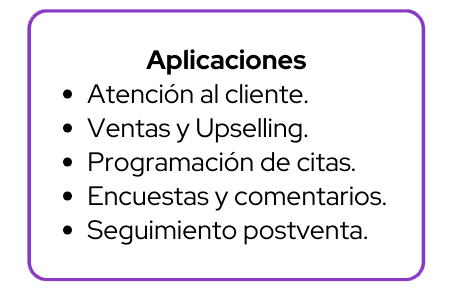 Aplicaciones
• Atención al cliente.
• Ventas y Upselling.
• Programación de citas.
• Encuestas y comentarios.
• Seguimiento postventa.